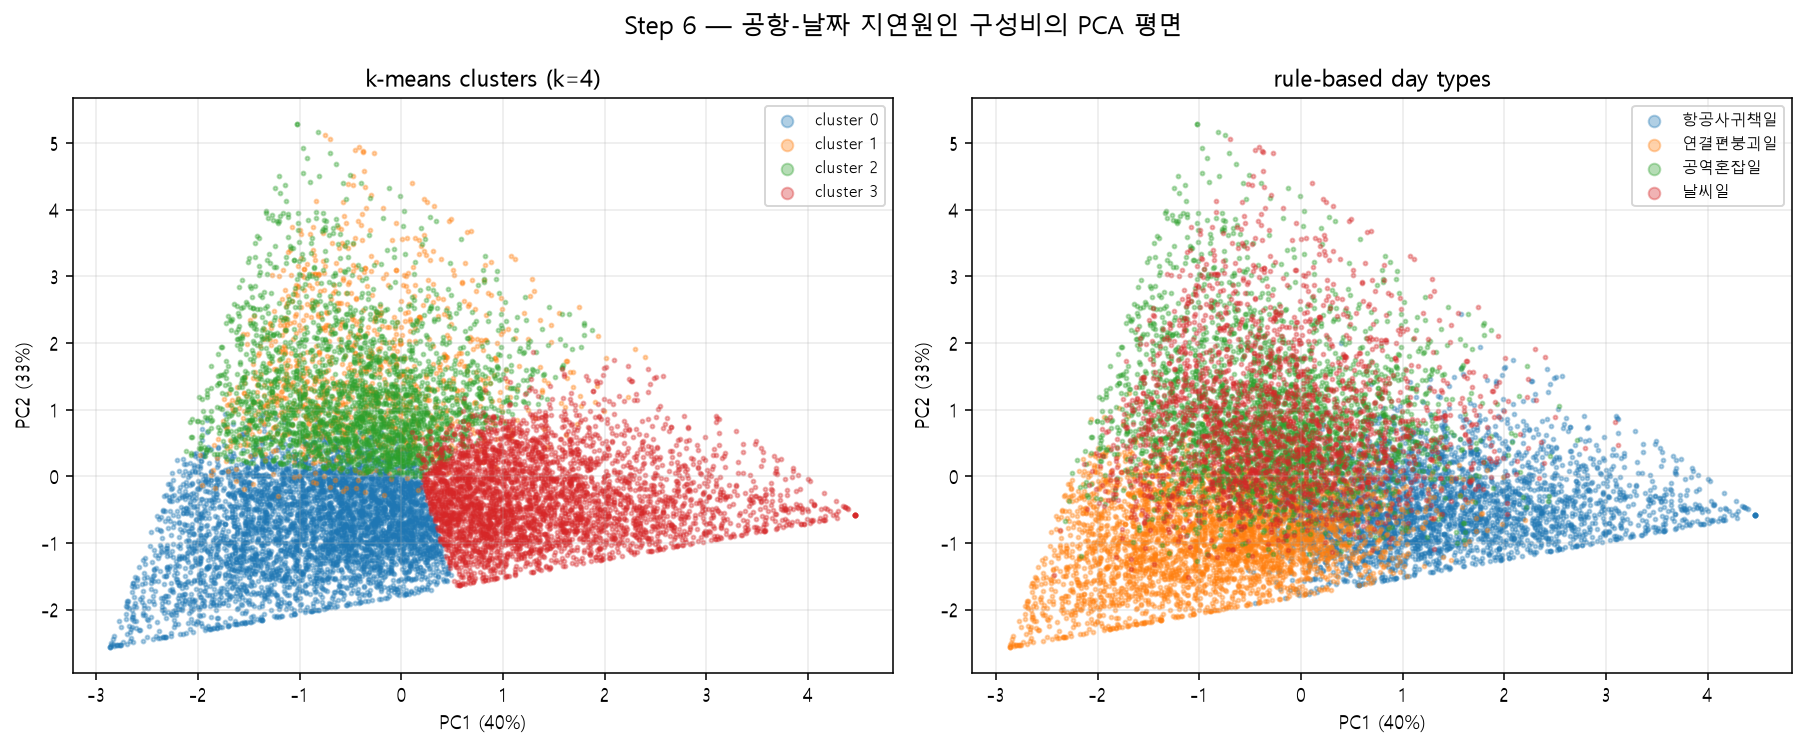 Step 6 — 공항-날짜 지연원인 구성비의 PCA 평면
k-means clusters (k=4)
cluster 0
cluster 1
cluster 2
cluster 3
PC2 (33%)
5
4
3
2
1
0
-1
-2
-3
-2
-1
0
1
2
3
4
PC1 (40%)
rule-based day types
항공사귀책일
연결편붕괴일
공역혼잡일
날씨일
PC2 (33%)
5
4
3
2
1
0
-1
-2
-3
-2
-1
0
1
2
3
4
PC1 (40%)